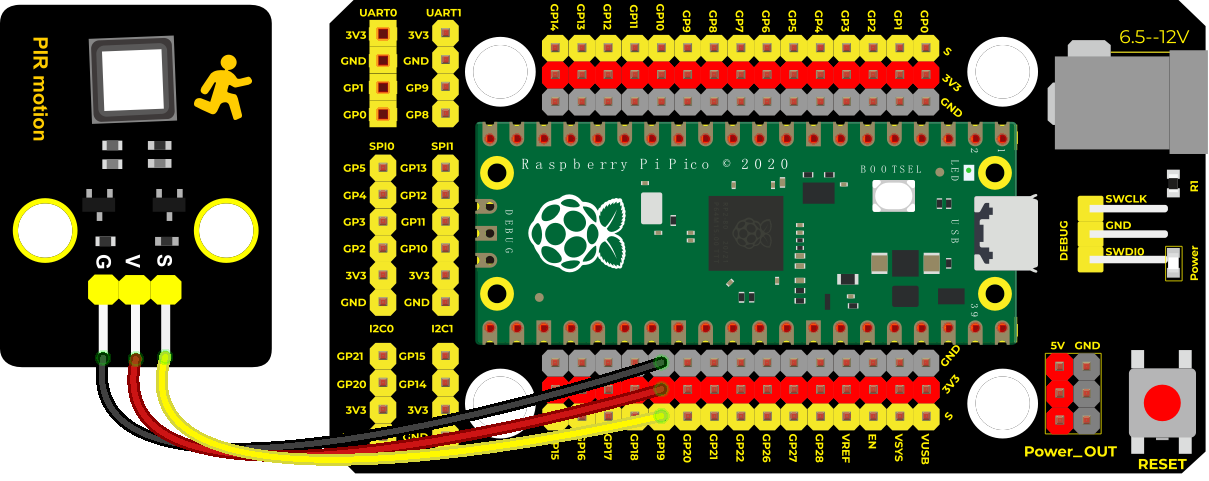 PIR motion
G
V
S
UART0
3V3
GND
GP1
GP0
UART1
3V3
GND
GP9
GP8
SPI0
GP5
GP4
GP3
GP2
3V3
GND
SPI1
GP13
GP12
GP11
GP10
3V3
GND
I2C0
GP21
GP20
3V3
I2C1
GP15
GP14
3V3
GND
GP14
GP13
GP12
GP11
GP10
GP9
GP8
GP7
GP6
GP5
GP4
GP3
GP2
GP1
GP0
S
3V3
GND
Raspberry Pi Pico © 2020
BOOTSEL
LED
USB
DEBUG
2
1
39
GND
3V3
S
GP15
GP16
GP17
GP18
GP19
GP20
GP21
GP22
GP26
GP27
GP28
VREF
EN
VSYS
VUSB
6.5--12V
R1
DEBUG
SWCLK
GND
SWDI0
Power
5V
GND
Power_OUT
RESET